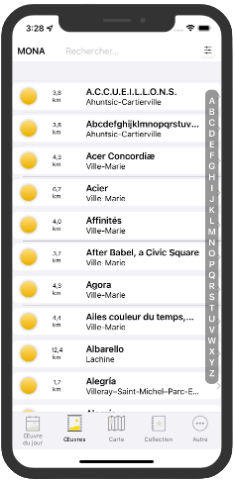 3:28
MONA Rechercher...
3,8 km A.C.C.U.E.I.L.L.O.N.S.
Ahuntsic-Cartierville
3,8 km Abcdefghijklmnopqrstuv...
Ahuntsic-Cartierville
4,3 km Acer Concordiæ
Ville-Marie
6,7 km Acier
Ville-Marie
4,0 km Affinités
Ville-Marie
3,7 km After Babel, a Civic Square
Ville-Marie
4,3 km Agora
Ville-Marie
4,4 km Ailes couleur du temps,...
Ville-Marie
12,4 km Albarello
Lachine
1,7 km Alegría
Villeray–Saint-Michel–Parc-E...
A
B
C
D
E
F
G
H
I
J
K
L
M
N
O
P
Q
R
S
T
U
V
W
X
Y
Z
Œuvre du jour
Œuvres
Carte
Collection
Autre